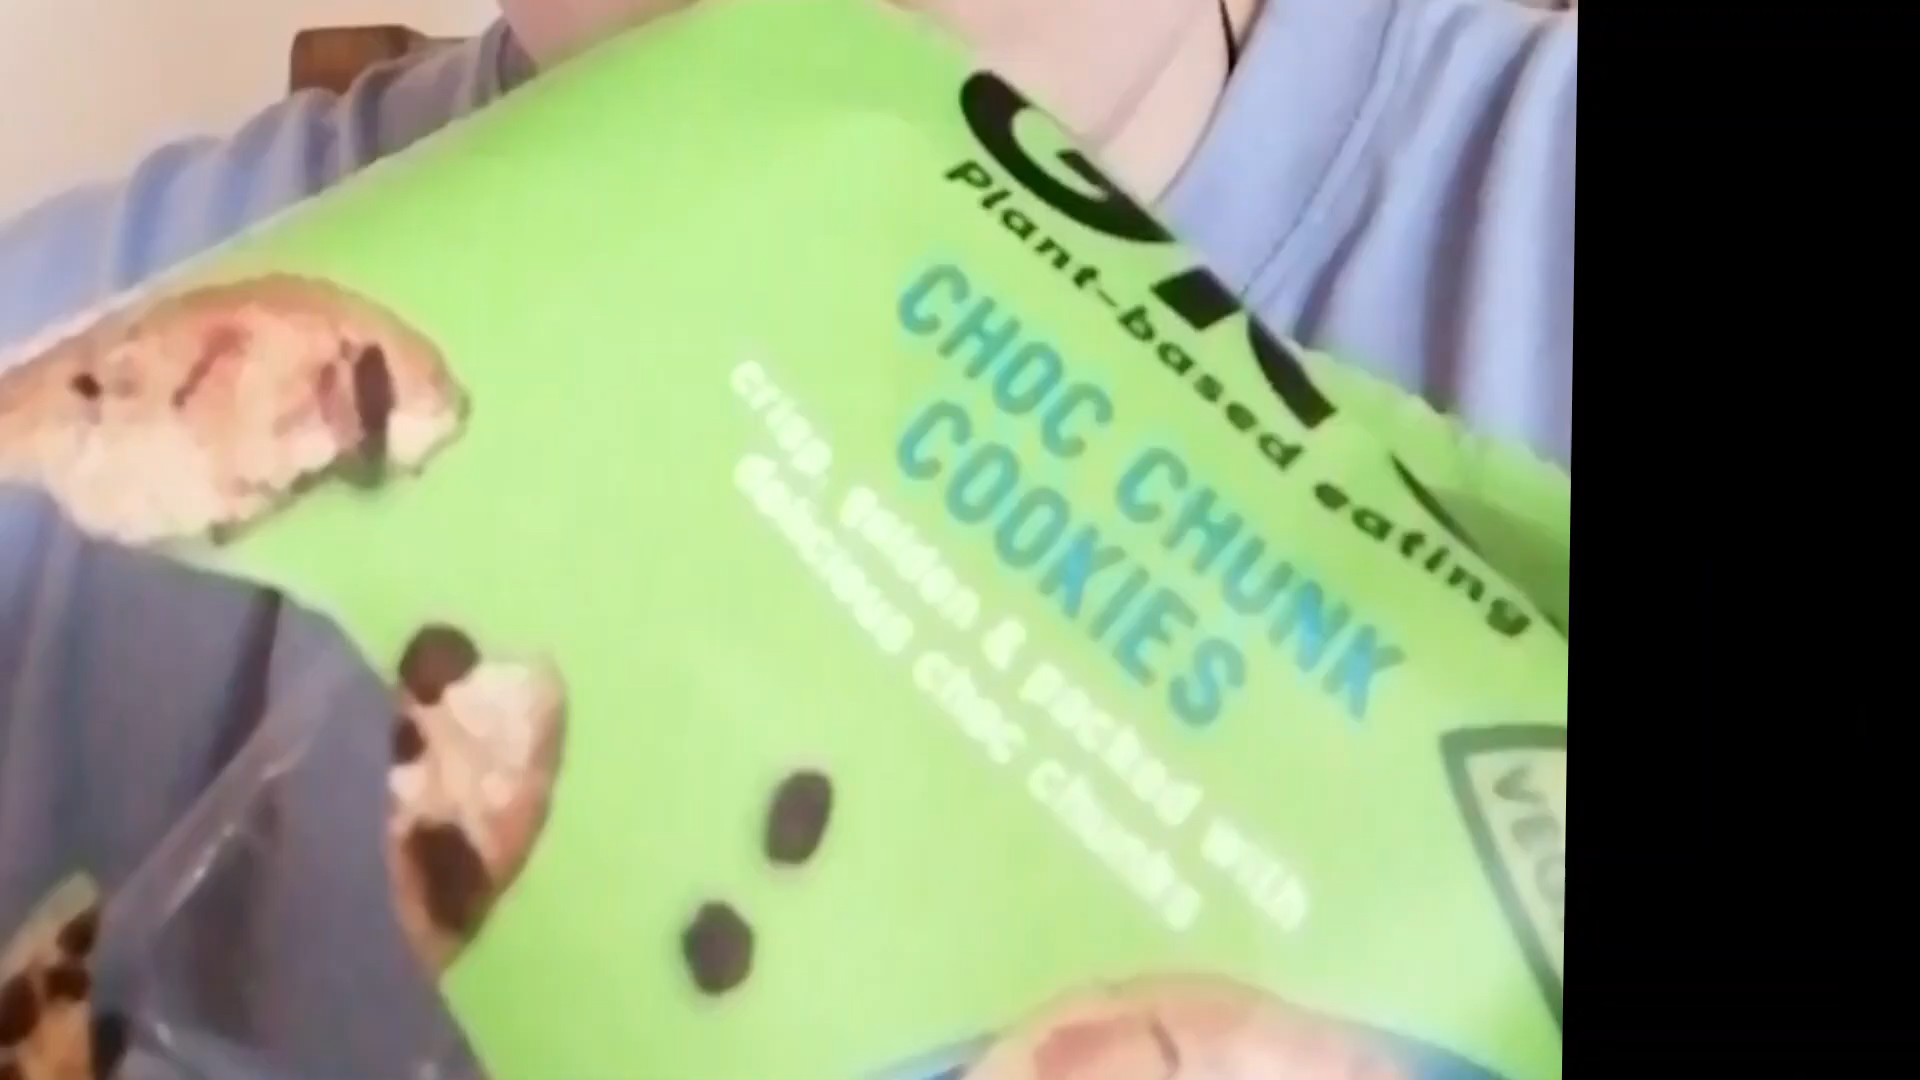 Plant-based eating
CHOC CHUNK
COOKIES
crisp, golden & packed with
delicious choc chunks